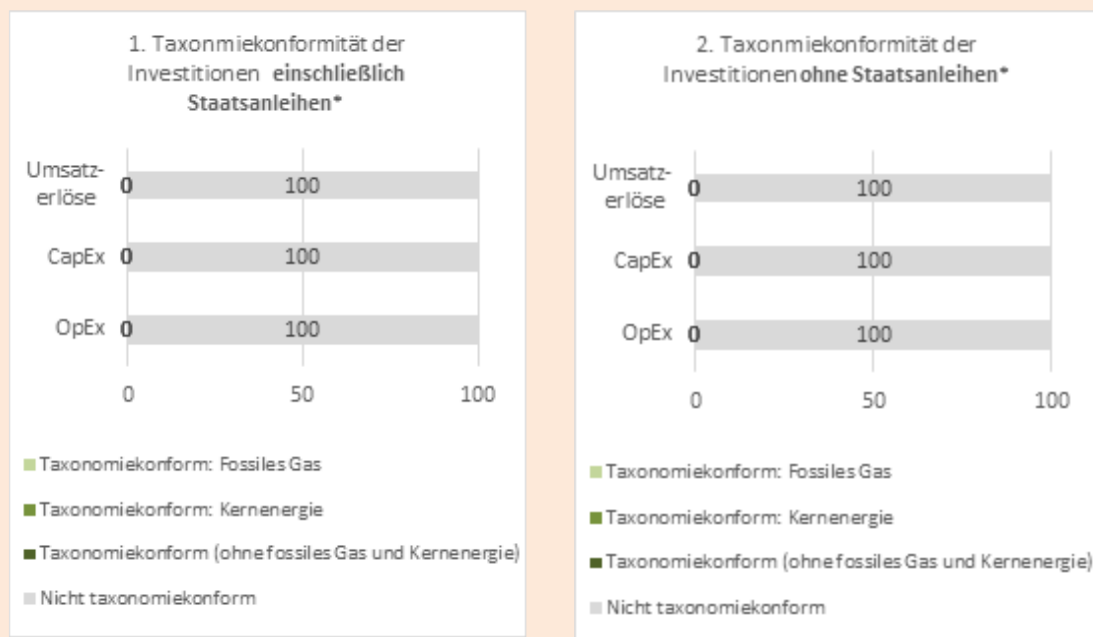 1. Taxonmiekonformität der
Investitionen einschließlich
Staatsanleihen*
Umsatz-
erlöse
0 100
CapEx 0 100
OpEx 0 100
0 50 100
Taxonomiekonform: Fossiles Gas
Taxonomiekonform: Kernenergie
Taxonomiekonform (ohne fossiles Gas und Kernenergie)
Nicht taxonomiekonform
2. Taxonmiekonformität der
Investitionen ohne Staatsanleihen*
Umsatz-
erlöse
0 100
CapEx 0 100
OpEx 0 100
0 50 100
Taxonomiekonform: Fossiles Gas
Taxonomiekonform: Kernenergie
Taxonomiekonform (ohne fossiles Gas und Kernenergie)
Nicht taxonomiekonform